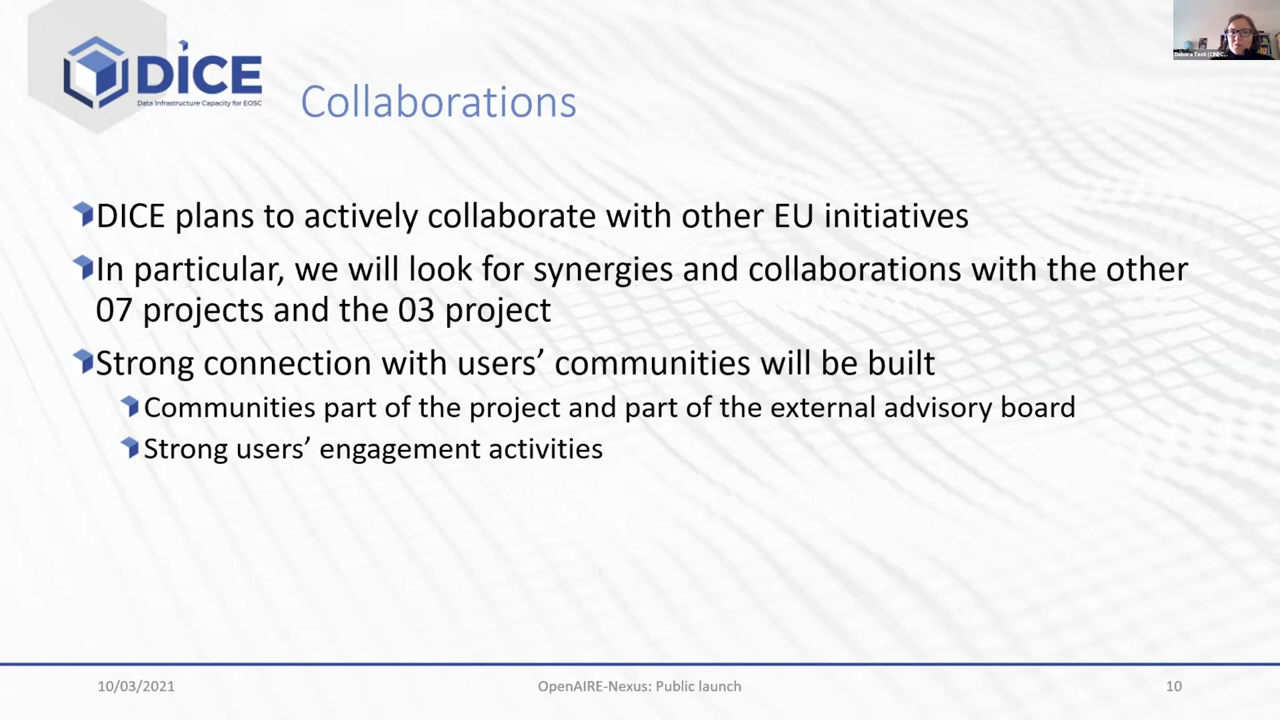 DICE
Data Infrastructure Capacity for EOSC
Collaborations
DICE plans to actively collaborate with other EU initiatives
In particular, we will look for synergies and collaborations with the other
07 projects and the 03 project
Strong connection with users’ communities will be built
Communities part of the project and part of the external advisory board
Strong users’ engagement activities
10/03/2021
OpenAIRE-Nexus: Public launch
10
Debora Testi (CINEC...